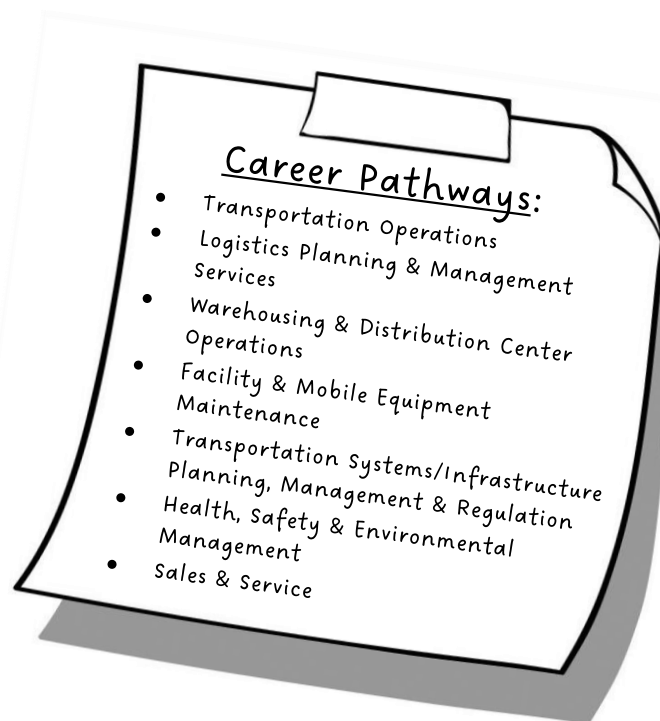 Career Pathways:
• Transportation Operations
• Logistics Planning & Management
Services
• Warehousing & Distribution Center
Operations
• Facility & Mobile Equipment
Maintenance
• Transportation Systems/Infrastructure
Planning, Management & Regulation
• Health, Safety & Environmental
Management
• Sales & Service